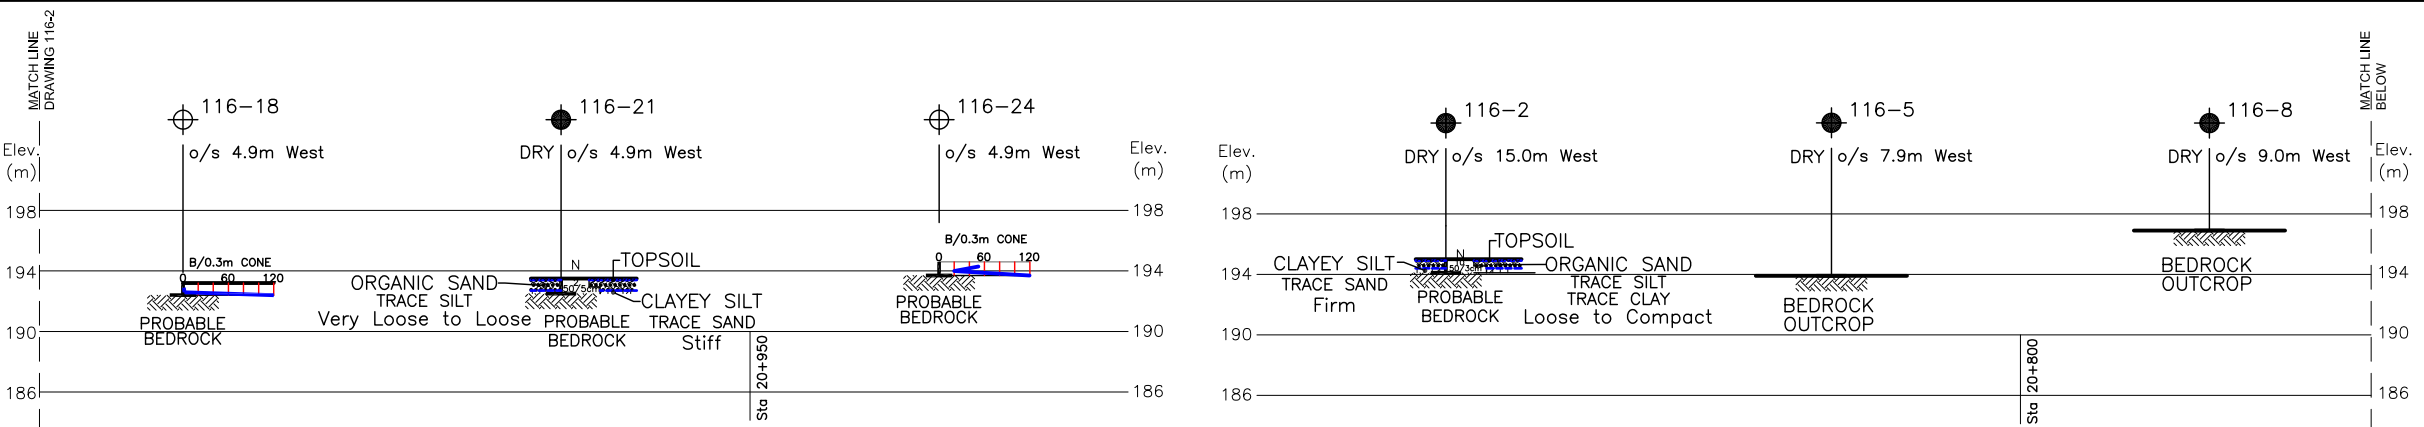 MATCH LINE
DRAWING 116-2
116-18
o/s 4.9m West
116-21
DRY o/s 4.9m West
116-24
o/s 4.9m West
Elev.
(m)
198
194
190
186
B/0.3m CONE
0 60 120
PROBABLE
BEDROCK
ORGANIC SAND
TRACE SILT
Very Loose to Loose
N
50/5cm
TOPSOIL
CLAYEY SILT
TRACE SAND
Stiff
PROBABLE
BEDROCK
Sta 20+950
B/0.3m CONE
0 60 120
PROBABLE
BEDROCK
Elev.
(m)
198
194
190
186
Elev.
(m)
198
194
190
186
116-2
DRY o/s 15.0m West
116-5
DRY o/s 7.9m West
116-8
DRY o/s 9.0m West
CLAYEY SILT
TRACE SAND
Firm
N
50/3cm
TOPSOIL
ORGANIC SAND
TRACE SILT
TRACE CLAY
Loose to Compact
PROBABLE
BEDROCK
BEDROCK
OUTCROP
BEDROCK
OUTCROP
Sta 20+800
MATCH LINE
BELOW
Elev.
(m)
198
194
190
186